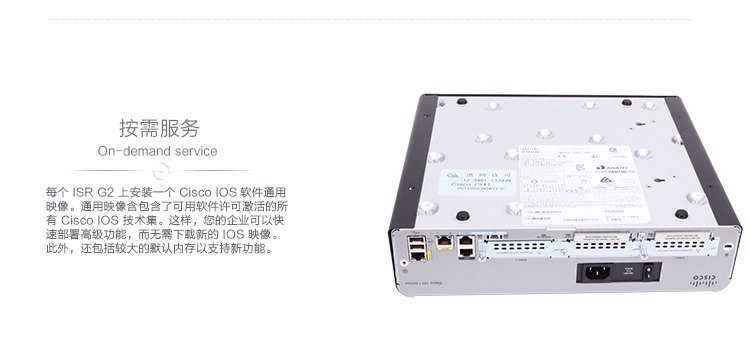 按需服务
On-demand service
每个 ISR G2 上安装一个 Cisco IOS 软件通用
映像。通用映像含包含了可用软件许可激活的所
有 Cisco IOS 技术集。这样，您的企业可以快
速部署高级功能，而无需下载新的 IOS 映像。
此外，还包括较大的默认内存以支持新功能。
进网许可
Cisco 1941
CISCO